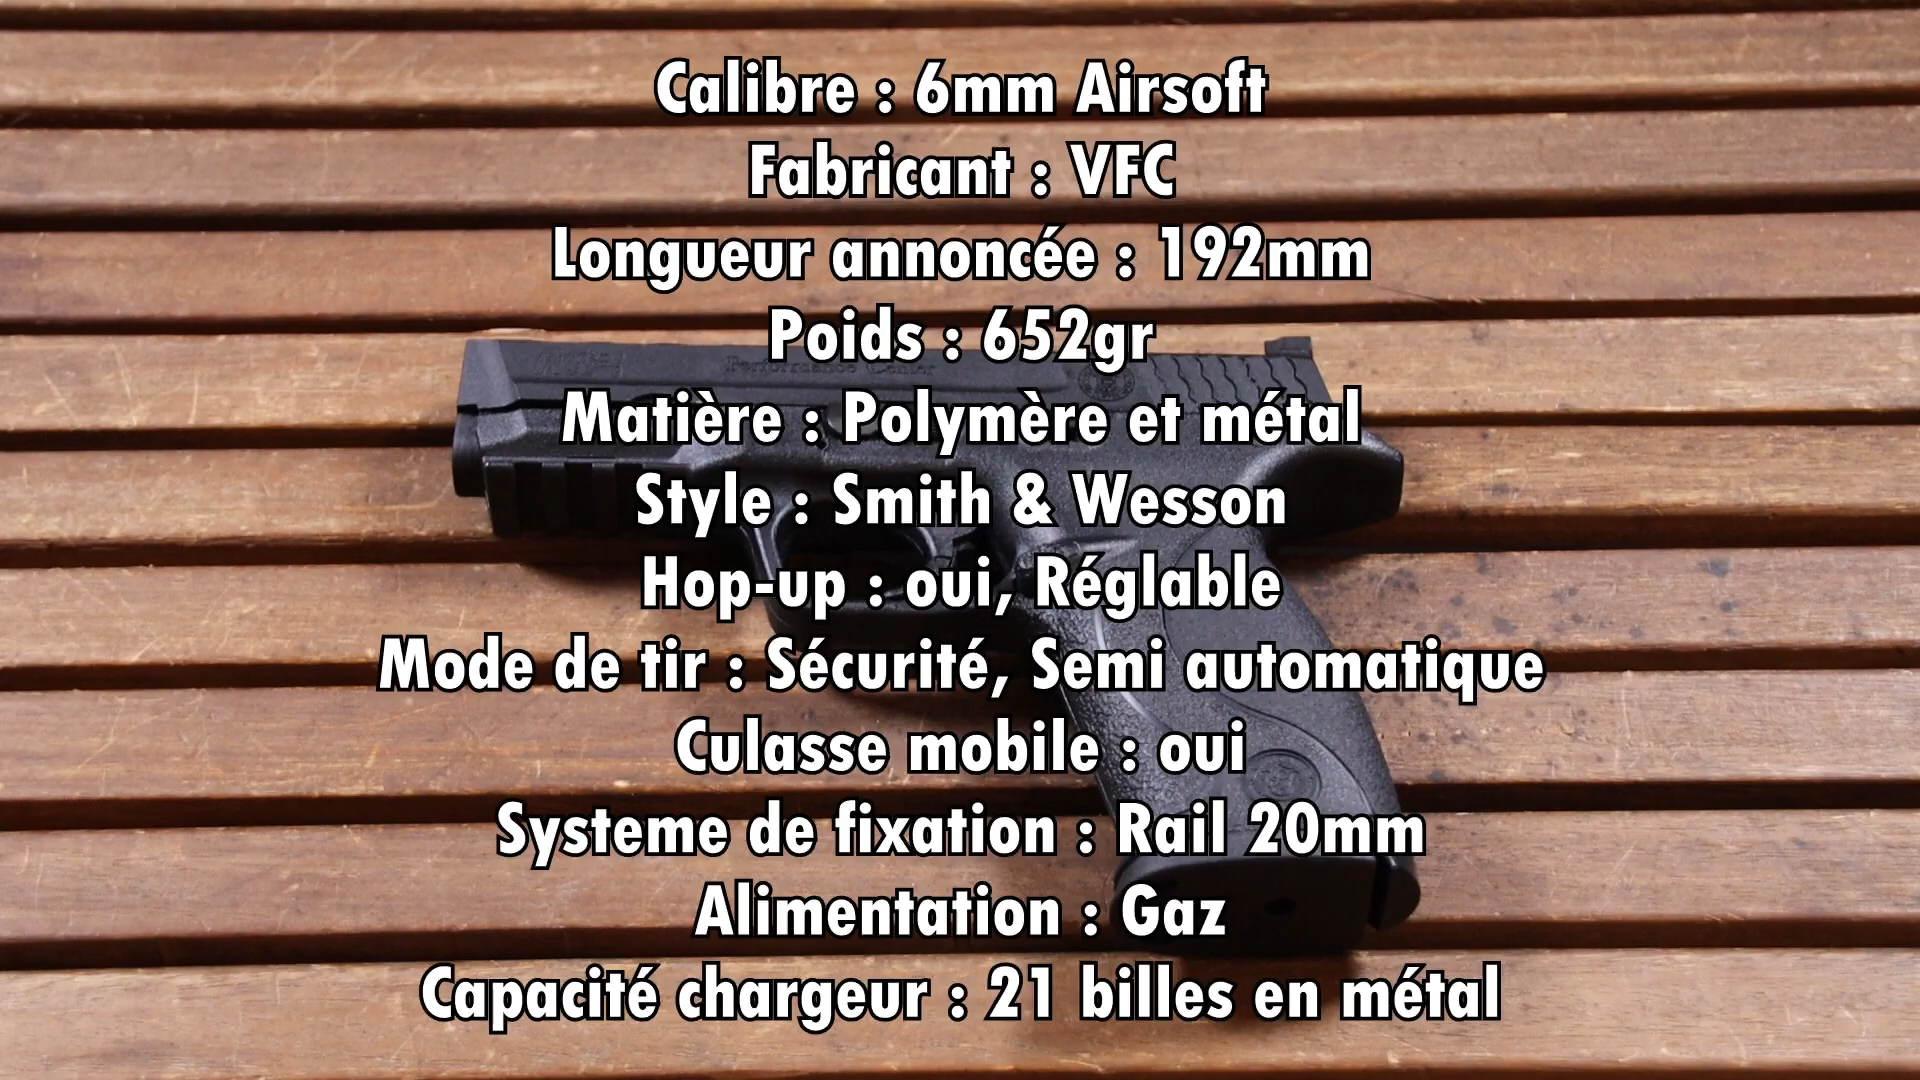 Calibre : 6mm Airsoft
Fabricant : VFC
Longueur annoncée : 192mm
Poids : 652gr
Performance Center
Matière : Polymère et métal
Style : Smith & Wesson
Hop-up : oui, Réglable
Mode de tir : Sécurité, Semi automatique
Culasse mobile : oui
Systeme de fixation : Rail 20mm
Alimentation : Gaz
Capacité chargeur : 21 billes en métal